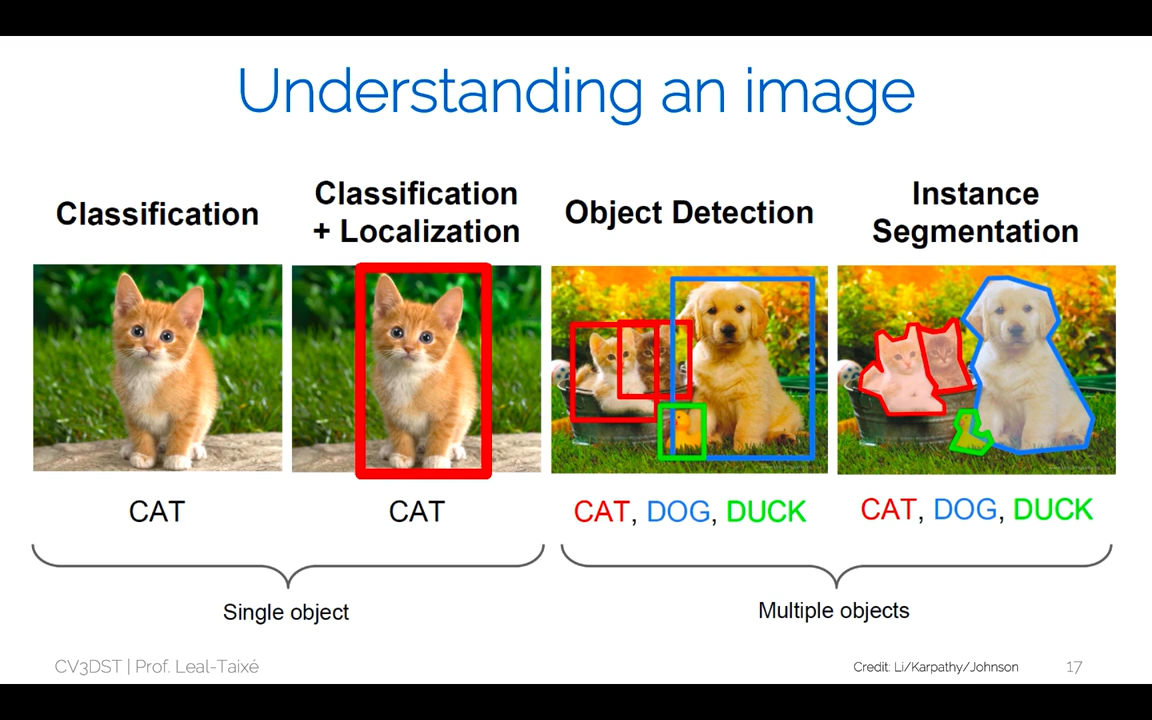 Understanding an image
Classification
Classification
+ Localization
Object Detection
Instance
Segmentation
CAT
CAT
CAT, DOG, DUCK
CAT, DOG, DUCK
Single object
Multiple objects
CV3DST | Prof. Leal-Taixé
Credit: Li/Karpathy/Johnson
17